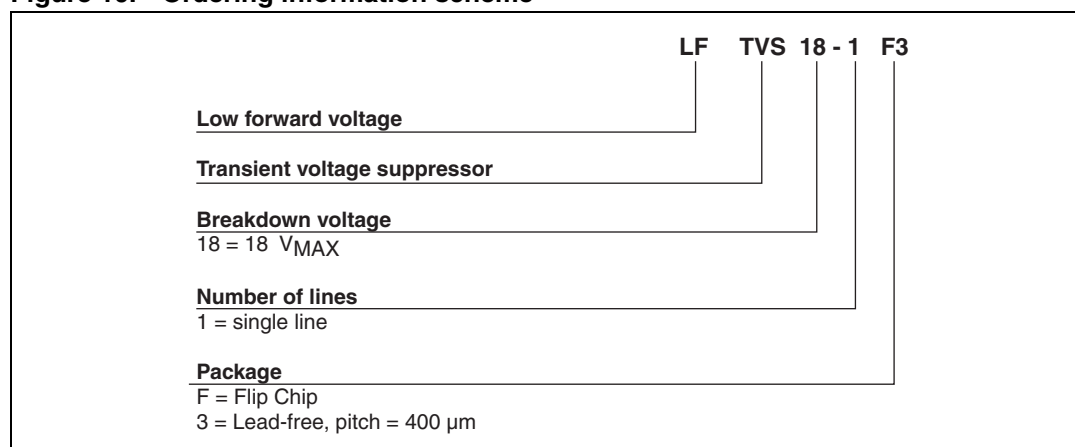 Figure 16. Ordering information scheme
LF TVS 18 - 1 F3
Low forward voltage
Transient voltage suppressor
Breakdown voltage
18 = 18 VMAX
Number of lines
1 = single line
Package
F = Flip Chip
3 = Lead-free, pitch = 400 µm